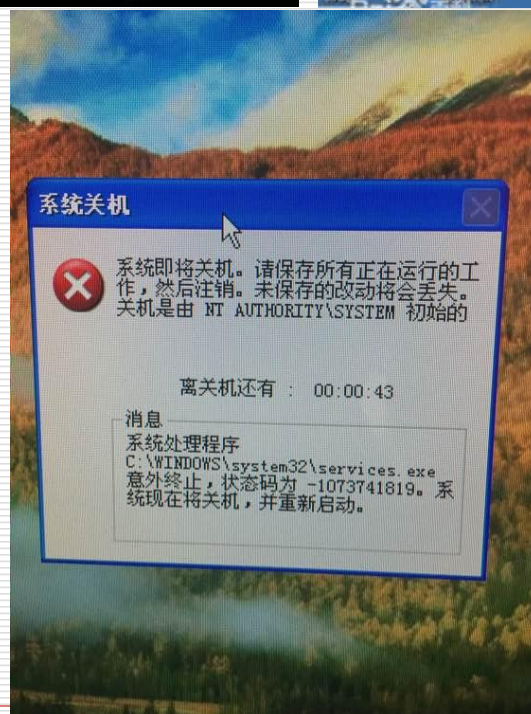 系统关机
系统即将关机。请保存所有正在运行的工
作，然后注销。未保存的改动将会丢失。
关机是由 NT AUTHORITY\SYSTEM 初始的
离关机还有 : 00:00:43
消息
系统处理程序
C:\WINDOWS\system32\services.exe
意外终止，状态码为 -1073741819。系
统现在将关机，并重新启动。